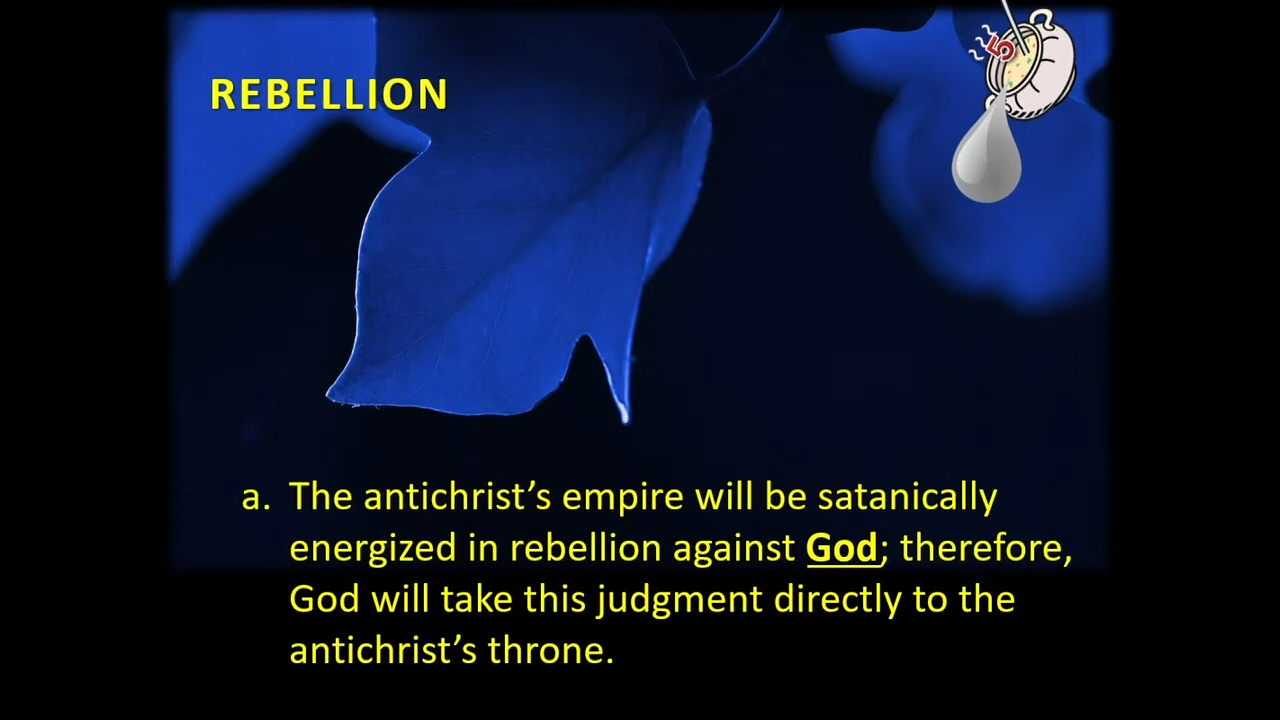 REBELLION
5
a. The antichrist’s empire will be satanically
energized in rebellion against God; therefore,
God will take this judgment directly to the
antichrist’s throne.